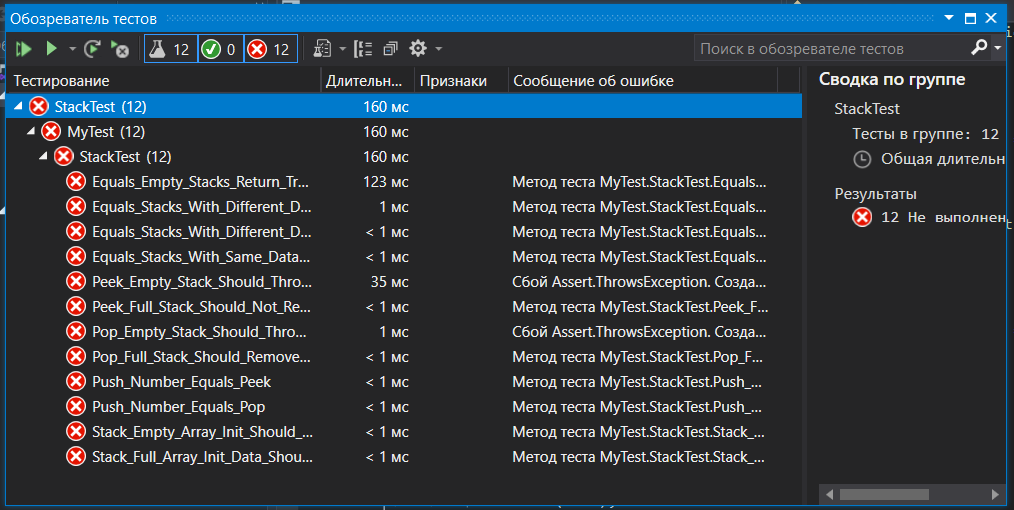 Обозреватель тестов
12 0 12 Поиск в обозревателе тестов
Тестирование Длительн... Признаки Сообщение об ошибке
StackTest (12) 160 мс
MyTest (12) 160 мс
StackTest (12) 160 мс
Equals_Empty_Stacks_Return_Tr... 123 мс Метод теста MyTest.StackTest.Equals...
Equals_Stacks_With_Different_D... 1 мс Метод теста MyTest.StackTest.Equals...
Equals_Stacks_With_Different_D... < 1 мс Метод теста MyTest.StackTest.Equals...
Equals_Stacks_With_Same_Data... < 1 мс Метод теста MyTest.StackTest.Equals...
Peek_Empty_Stack_Should_Thro... 35 мс Сбой Assert.ThrowsException. Созда...
Peek_Full_Stack_Should_Not_Re... < 1 мс Метод теста MyTest.StackTest.Peek_F...
Pop_Empty_Stack_Should_Thro... 1 мс Сбой Assert.ThrowsException. Созда...
Pop_Full_Stack_Should_Remove... < 1 мс Метод теста MyTest.StackTest.Pop_F...
Push_Number_Equals_Peek < 1 мс Метод теста MyTest.StackTest.Push_...
Push_Number_Equals_Pop < 1 мс Метод теста MyTest.StackTest.Push_...
Stack_Empty_Array_Init_Should_... < 1 мс Метод теста MyTest.StackTest.Stack_...
Stack_Full_Array_Init_Data_Shou... < 1 мс Метод теста MyTest.StackTest.Stack_...
Сводка по группе
StackTest
Тесты в группе: 12
Общая длительн
Результаты
12 Не выполнен